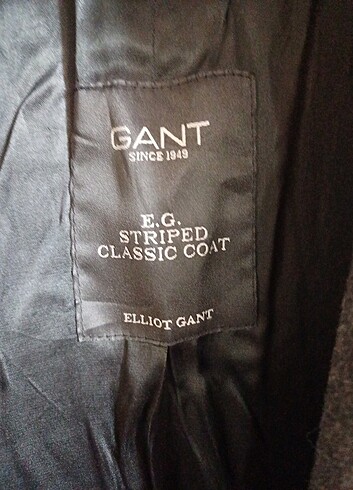 GANT
SINCE 1949
E.G.
STRIPED
CLASSIC COAT
ELLIOT GANT